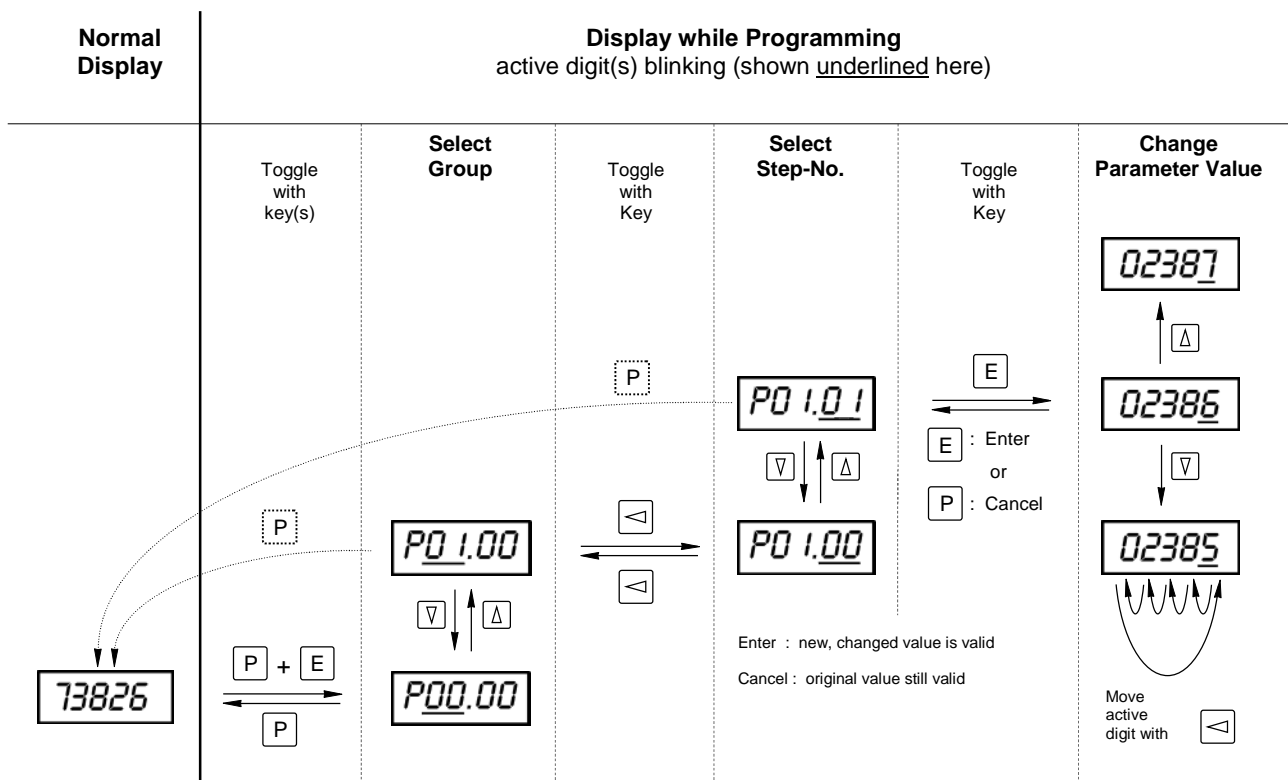 Normal
Display
Display while Programming
active digit(s) blinking (shown underlined here)
Toggle
with
key(s)
Select
Group
Toggle
with
Key
Select
Step-No.
Toggle
with
Key
Change
Parameter Value
02387
P
E
P01.01
02386
E : Enter
or
P : Cancel
P
P01.00
P01.00
02385
Enter : new, changed value is valid
Cancel : original value still valid
P + E
73826
P00.00
P
Move
active
digit with